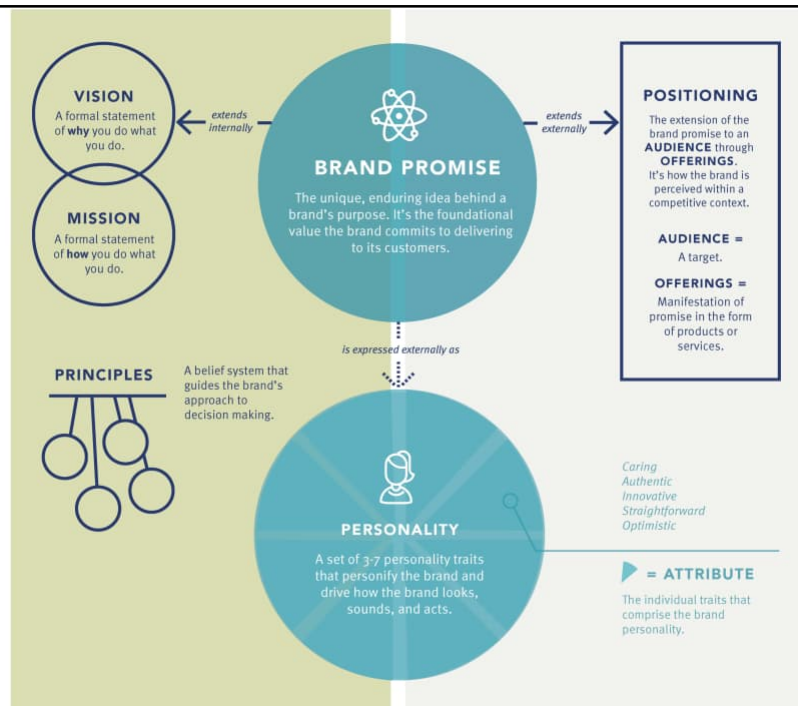 VISION
A formal statement
of why you do what
you do.
MISSION
A formal statement
of how you do what
you do.
extends
internally
BRAND PROMISE
The unique, enduring idea behind a
brand's purpose. It's the foundational
value the brand commits to delivering
to its customers.
extends
externally
POSITIONING
The extension of the
brand promise to an
AUDIENCE through
OFFERINGS.
It's how the brand is
perceived within a
competitive context.
AUDIENCE =
A target.
OFFERINGS =
Manifestation of
promise in the form
of products or
services.
is expressed externally as
PRINCIPLES
A belief system that
guides the brand's
approach to
decision making.
PERSONALITY
A set of 3-7 personality traits
that personify the brand and
drive how the brand looks,
sounds, and acts.
Caring
Authentic
Innovative
Straightforward
Optimistic
= ATTRIBUTE
The individual traits that
comprise the brand
personality.